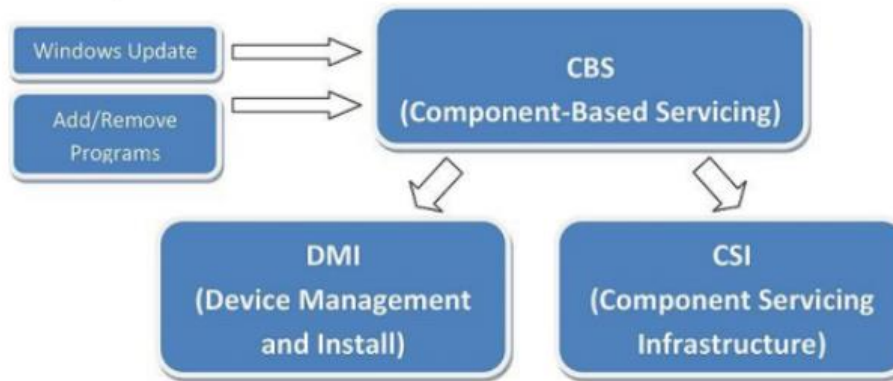 Windows Update
Add/Remove
Programs
CBS
(Component-Based Servicing)
DMI
(Device Management
and Install)
CSI
(Component Servicing
Infrastructure)